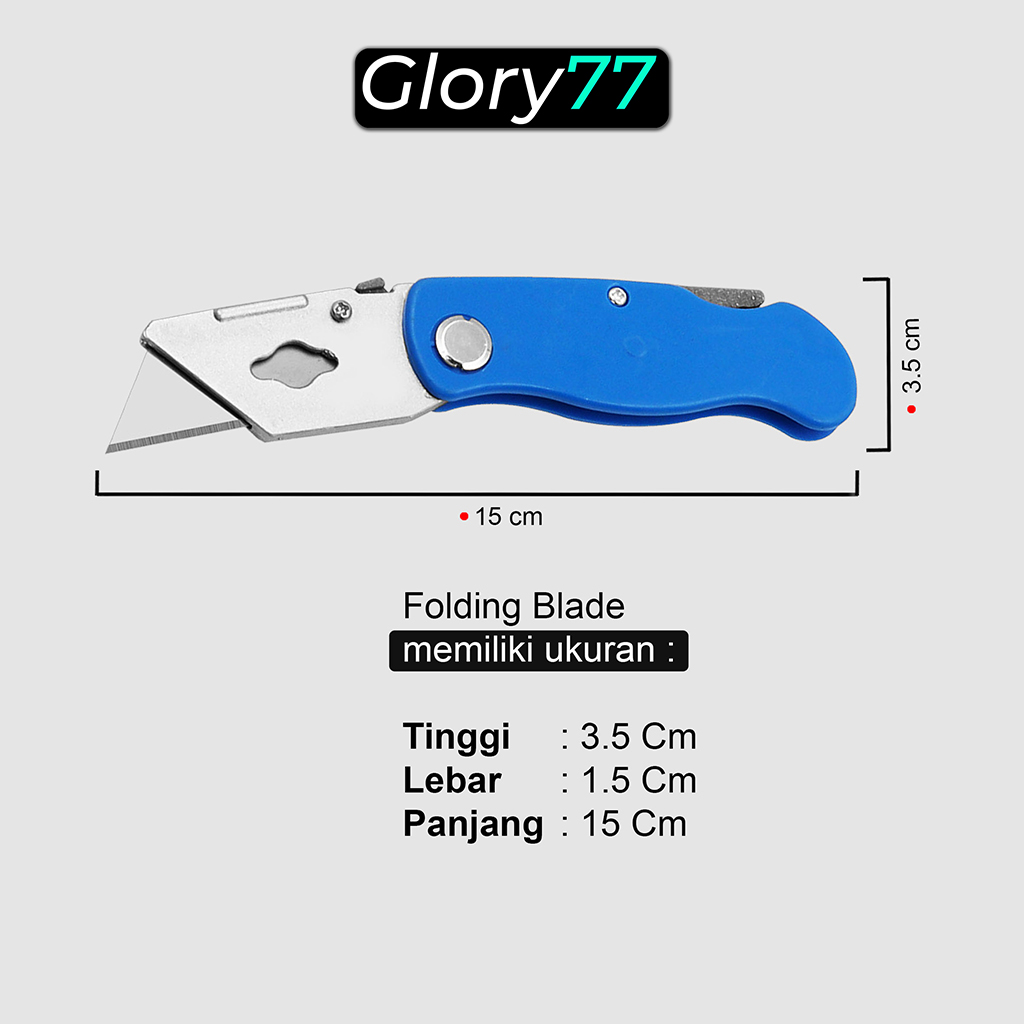 Glory77
3.5 cm
15 cm
Folding Blade
memiliki ukuran :
Tinggi : 3.5 Cm
Lebar : 1.5 Cm
Panjang : 15 Cm